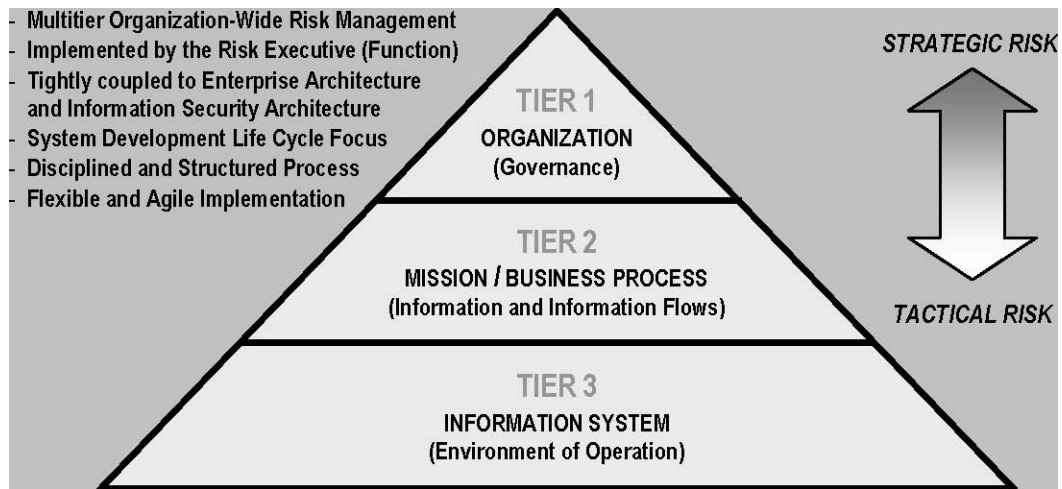 - Multitier Organization-Wide Risk Management
- Implemented by the Risk Executive (Function)
- Tightly coupled to Enterprise Architecture
and Information Security Architecture
- System Development Life Cycle Focus
- Disciplined and Structured Process
- Flexible and Agile Implementation
TIER 1
ORGANIZATION
(Governance)
TIER 2
MISSION / BUSINESS PROCESS
(Information and Information Flows)
TIER 3
INFORMATION SYSTEM
(Environment of Operation)
STRATEGIC RISK
TACTICAL RISK